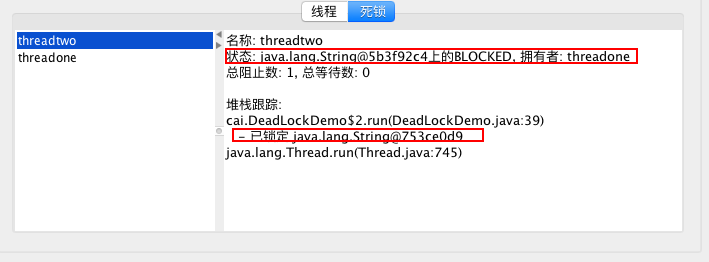 线程 死锁
threadtwo
threadone
名称: threadtwo
状态: java.lang.String@5b3f92c4上的BLOCKED, 拥有者: threadone
总阻止数: 1, 总等待数: 0
堆栈跟踪:
cai.DeadLockDemo$2.run(DeadLockDemo.java:39)
- 已锁定 java.lang.String@753ce0d9
java.lang.Thread.run(Thread.java:745)